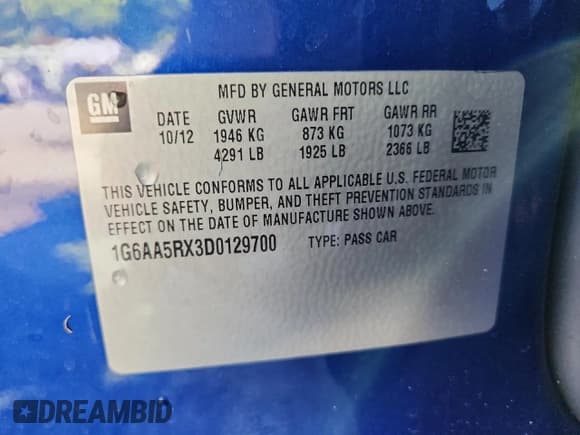 MFD BY GENERAL MOTORS LLC
GM
DATE GVWR GAWR FRT GAWR RR
10/12 1946 KG 873 KG 1073 KG
4291 LB 1925 LB 2366 LB
THIS VEHICLE CONFORMS TO ALL APPLICABLE U.S. FEDERAL MOTOR
VEHICLE SAFETY, BUMPER, AND THEFT PREVENTION STANDARDS IN
EFFECT ON THE DATE OF MANUFACTURE SHOWN ABOVE.
1G6AA5RX3D0129700 TYPE: PASS CAR
DREAMBID